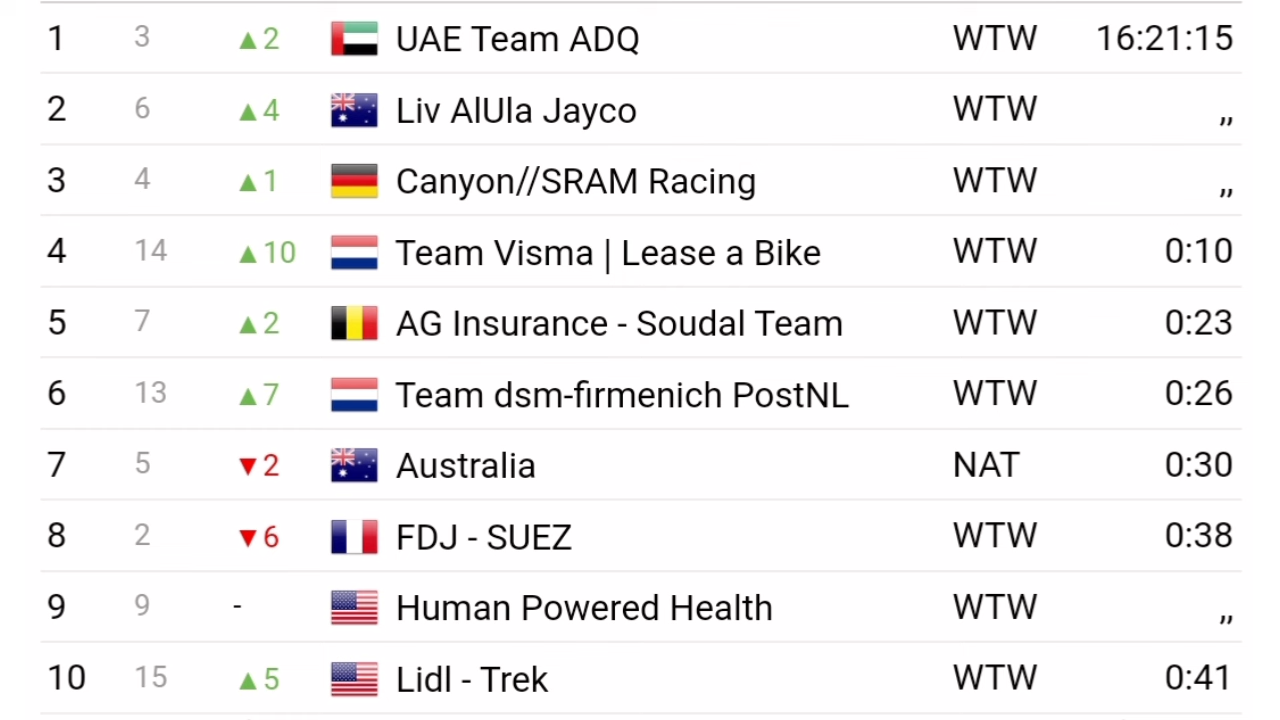 1 3 ▲2 UAE Team ADQ WTW 16:21:15
2 6 ▲4 Liv AlUla Jayco WTW ,,
3 4 ▲1 Canyon//SRAM Racing WTW ,,
4 14 ▲10 Team Visma | Lease a Bike WTW 0:10
5 7 ▲2 AG Insurance - Soudal Team WTW 0:23
6 13 ▲7 Team dsm-firmenich PostNL WTW 0:26
7 5 ▼2 Australia NAT 0:30
8 2 ▼6 FDJ - SUEZ WTW 0:38
9 9 - Human Powered Health WTW ,,
10 15 ▲5 Lidl - Trek WTW 0:41